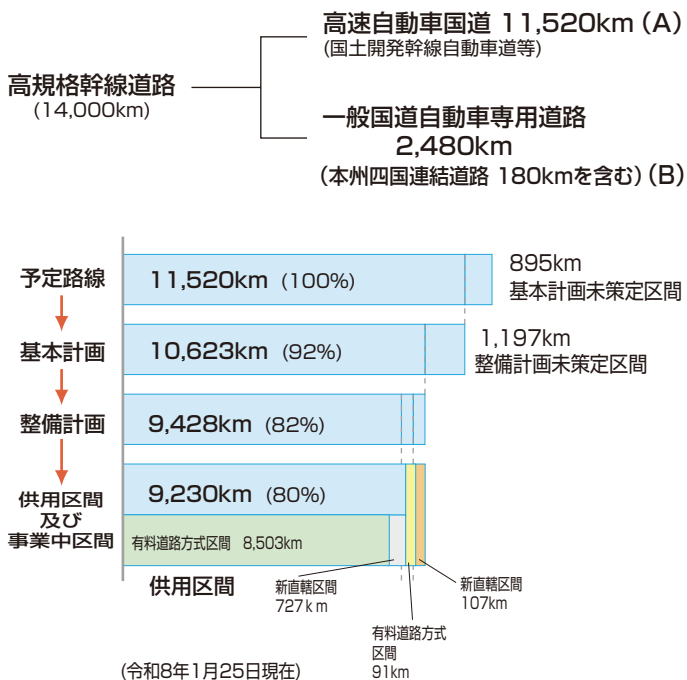 高速自動車国道 11,520km (A)
(国土開発幹線自動車道等)
高規格幹線道路
(14,000km)
一般国道自動車専用道路
2,480km
(本州四国連結道路 180kmを含む) (B)
予定路線
11,520km (100%)
895km
基本計画未策定区間
基本計画
10,623km (92%)
1,197km
整備計画未策定区間
整備計画
9,428km (82%)
供用区間
及び
事業中区間
9,230km (80%)
有料道路方式区間 8,503km
供用区間
新直轄区間
727km
有料道路方式
区間
91km
新直轄区間
107km
(令和8年1月25日現在)